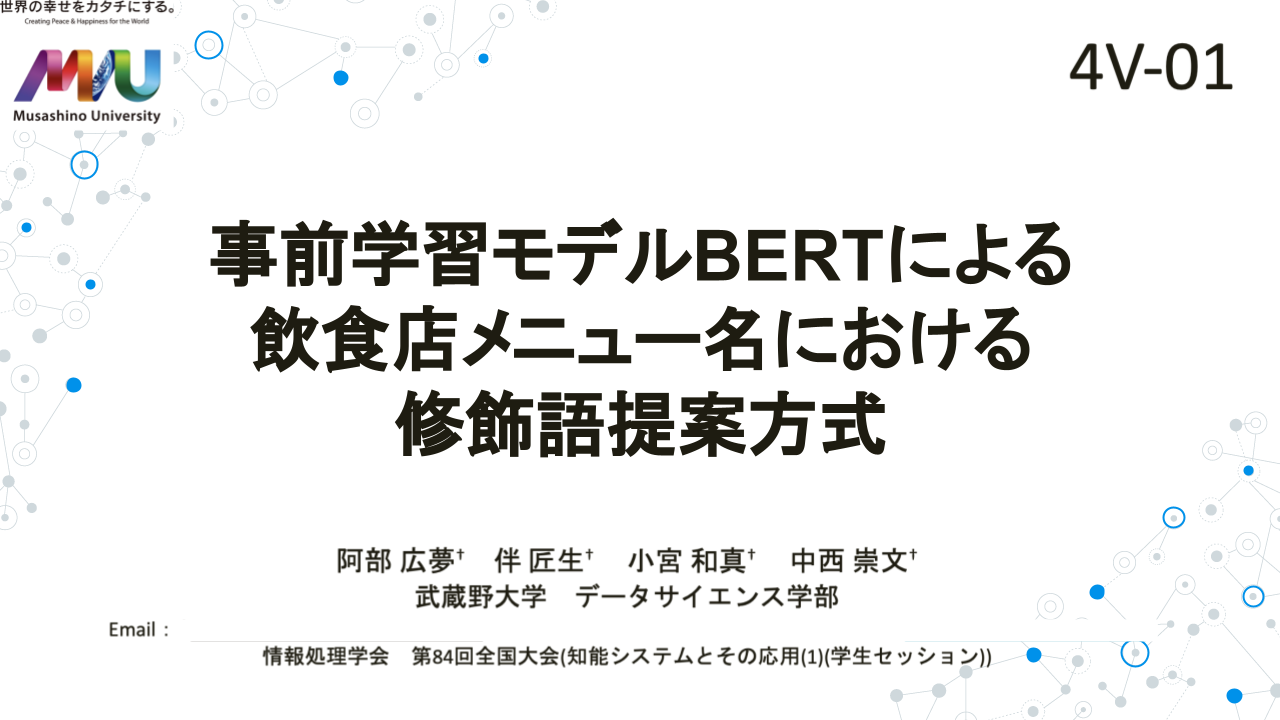 世界の幸せをカタチにする。
Creating Peace & Happiness for the World
Musashino University
4V-01
事前学習モデルBERTによる
飲食店メニュー名における
修飾語提案方式
阿部 広夢† 伴 匠生† 小宮 和真† 中西 崇文†
武蔵野大学 データサイエンス学部
Email：
情報処理学会 第84回全国大会(知能システムとその応用(1)(学生セッション))